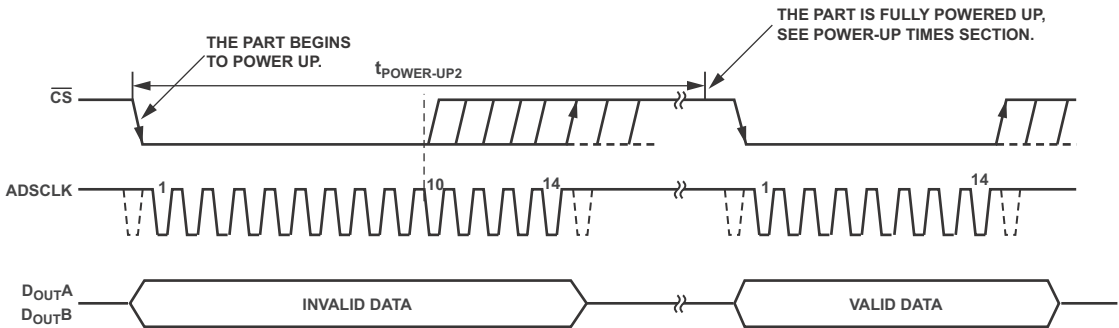 THE PART IS FULLY POWERED UP,
SEE POWER-UP TIMES SECTION.
THE PART BEGINS
TO POWER UP.
tPOWER-UP2
CS
ADSCLK
1
10
14
1
14
DOUTA
DOUTB
INVALID DATA
VALID DATA